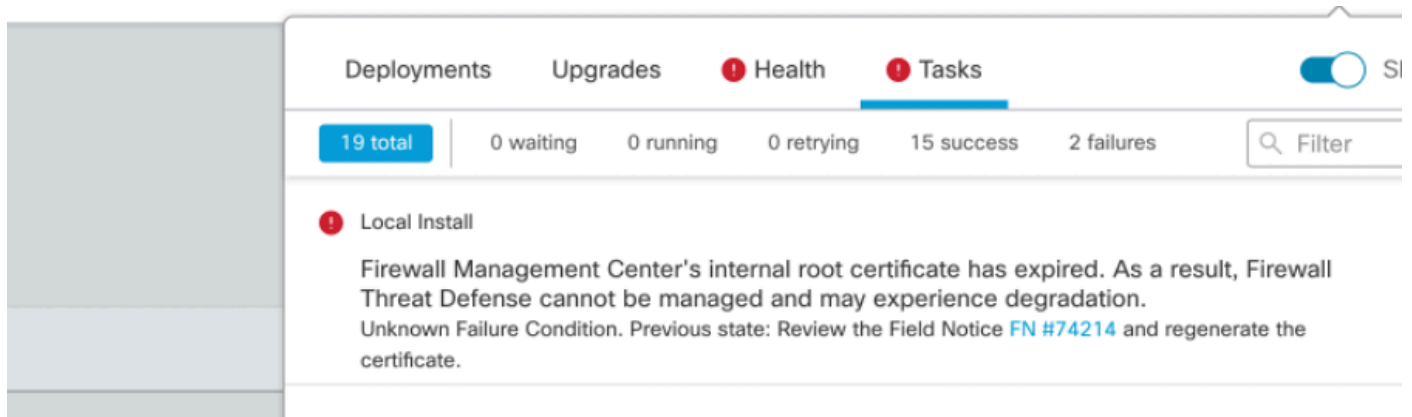 Deployments Upgrades Health Tasks
19 total 0 waiting 0 running 0 retrying 15 success 2 failures Filter
Local Install
Firewall Management Center's internal root certificate has expired. As a result, Firewall
Threat Defense cannot be managed and may experience degradation.
Unknown Failure Condition. Previous state: Review the Field Notice FN #74214 and regenerate the
certificate.